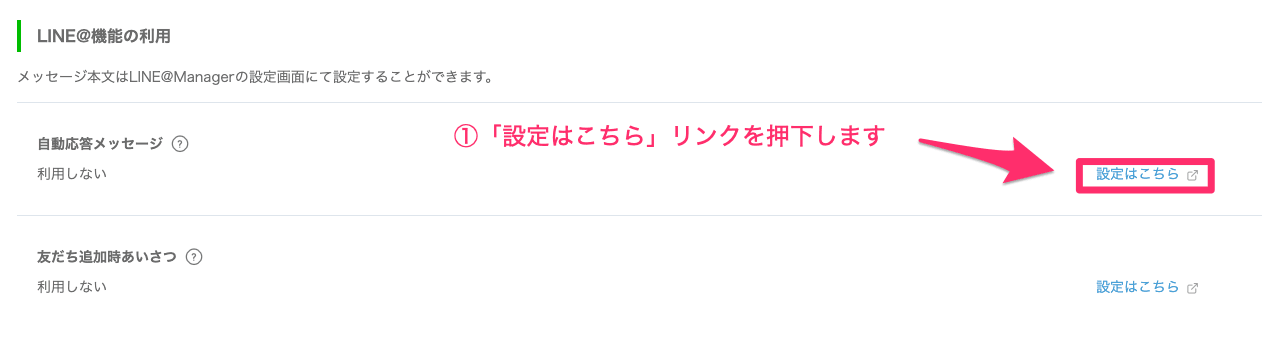 LINE@機能の利用
メッセージ本文はLINE@Managerの設定画面にて設定することができます。
①「設定はこちら」リンクを押下します
自動応答メッセージ ?
利用しない
設定はこちら
友だち追加時あいさつ ?
利用しない
設定はこちら